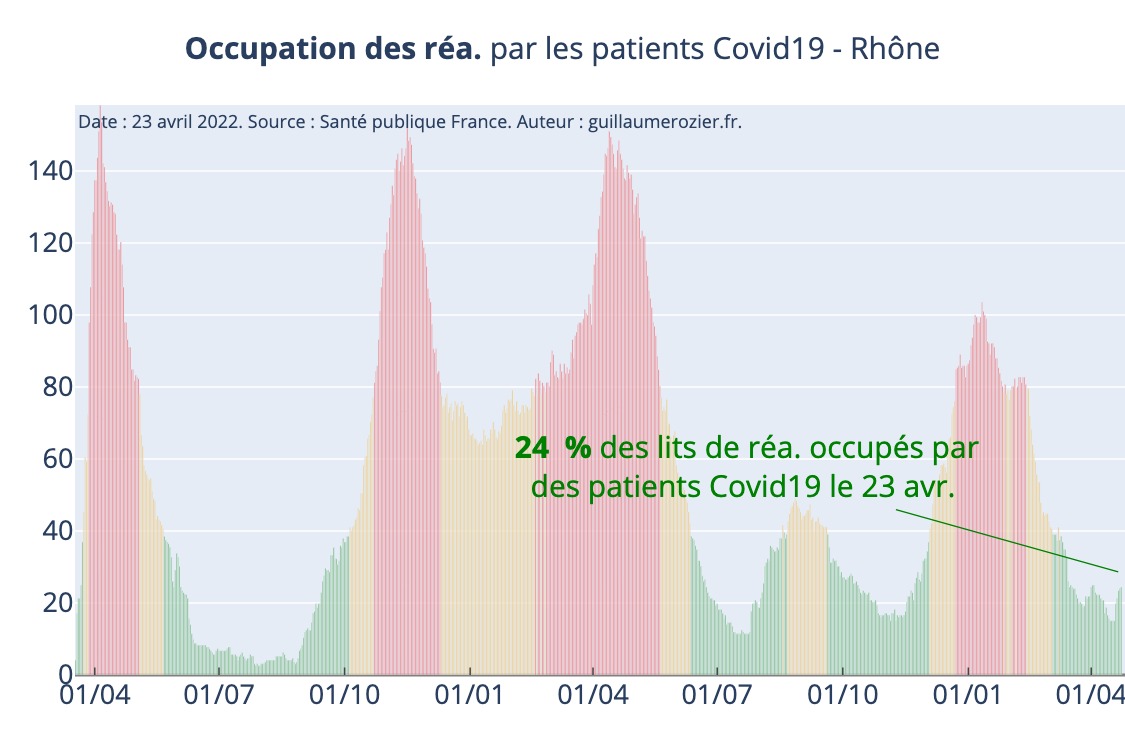 Occupation des réa. par les patients Covid19 - Rhône
Date : 23 avril 2022. Source : Santé publique France. Auteur : guillaumerozier.fr.
140
120
100
80
60
40
20
0
24 % des lits de réa. occupés par
des patients Covid19 le 23 avr.
01/04 01/07 01/10 01/01 01/04 01/07 01/10 01/01 01/04